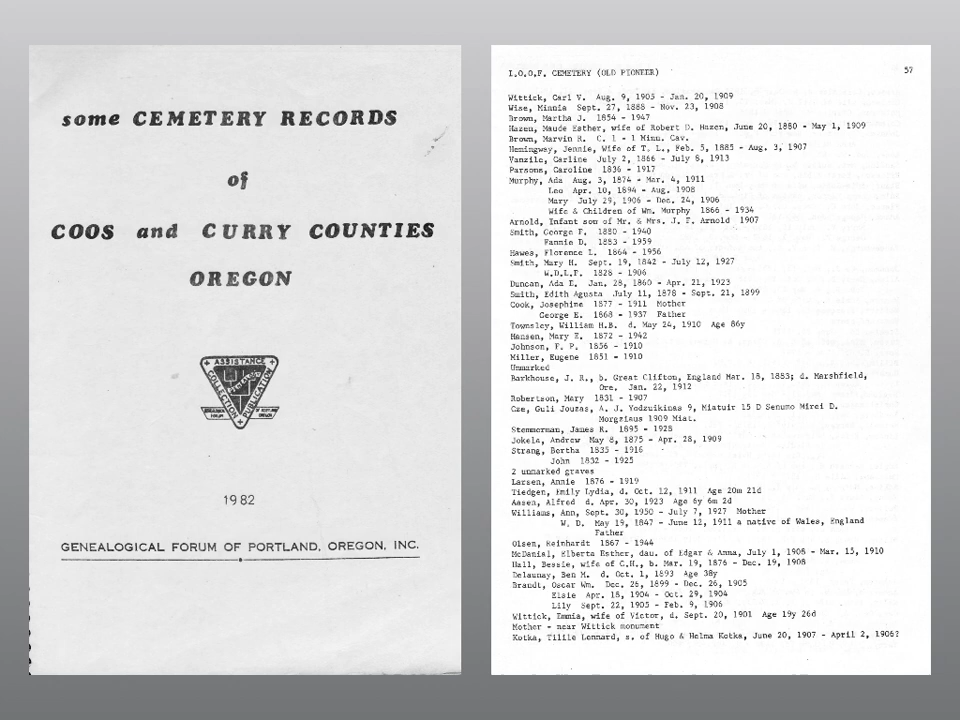 some CEMETERY RECORDS
of
COOS and CURRY COUNTIES
OREGON
ASSISTANCE
COLLECTION
PUBLICATION
1982
GENEALOGICAL FORUM OF PORTLAND, OREGON, INC.
I.O.O.F. CEMETERY (OLD PIONEER)
57
Wittick, Carl V. Aug. 9, 1905 - Jan. 20, 1909
Wise, Minnie Sept. 27, 1888 - Nov. 23, 1908
Brown, Martha J. 1854 - 1947
Hazen, Maude Esther, wife of Robert D. Hazen, June 20, 1880 - May 1, 1909
Brown, Marvin R. C. 1 - 1 Minn. Cav.
Hemingway, Jennie, Wife of T. L., Feb. 5, 1885 - Aug. 3, 1907
Vanzile, Carline July 2, 1866 - July 8, 1913
Parsons, Caroline 1836 - 1917
Murphy, Ada Aug. 3, 1874 - Mar. 4, 1911
Leo Apr. 10, 1894 - Aug. 1908
Mary July 29, 1906 - Dec. 24, 1906
Wife & Children of Wm. Murphy 1866 - 1934
Arnold, Infant son of Mr. & Mrs. J. F. Arnold 1907
Smith, George F. 1880 - 1940
Fannie D. 1883 - 1959
Hawes, Florence L. 1864 - 1956
Smith, Mary H. Sept. 19, 1842 - July 12, 1927
W.D.L.F. 1828 - 1906
Duncan, Ada E. Jan. 28, 1860 - Apr. 21, 1923
Smith, Edith Agusta July 11, 1878 - Sept. 21, 1899
Cook, Josephine 1877 - 1911 Mother
George E. 1868 - 1937 Father
Townsley, William H.B. d. May 24, 1910 Age 86y
Hansen, Mary E. 1872 - 1942
Johnson, F. P. 1856 - 1910
Miller, Eugene 1851 - 1910
Unmarked
Barkhouse, J. R., b. Great Clifton, England Mar. 18, 1853; d. Marshfield,
Ore. Jan. 22, 1912
Robertson, Mary 1831 - 1907
Cze, Guli Jouzas, A. J. Yodzuikinas 9, Miatuir 15 D Senumo Mirei D.
Morgziaus 1909 Miat.
Stemmerman, James K. 1895 - 1928
Jokela, Andrew May 8, 1875 - Apr. 28, 1909
Strang, Bertha 1835 - 1916
John 1832 - 1925
2 unmarked graves
Larsen, Annie 1876 - 1919
Tiedgen, Emily Lydia, d. Oct. 12, 1911 Age 20m 21d
Aasen, Alfred d. Apr. 30, 1923 Age 6y 6m 2d
Williams, Ann, Sept. 30, 1950 - July 7, 1927 Mother
W. D. May 19, 1847 - June 12, 1911 a native of Wales, England
Father
Olsen, Reinhardt 1867 - 1944
McDaniel, Elberta Esther, dau. of Edgar & Anna, July 1, 1908 - Mar. 15, 1910
Hall, Bessie, wife of C.H., b. Mar. 19, 1876 - Dec. 19, 1908
Delaunay, Ben M. d. Oct. 1, 1893 Age 38y
Brandt, Oscar Wm. Dec. 26, 1899 - Dec. 26, 1905
Elsie Apr. 18, 1904 - Oct. 29, 1904
Lily Sept. 22, 1905 - Feb. 9, 1906
Wittick, Emmia, wife of Victor, d. Sept. 20, 1901 Age 19y 26d
Mother - near Wittick monument
Kotka, Tillie Lennard, s. of Hugo & Helma Kotka, June 20, 1907 - April 2, 1906?